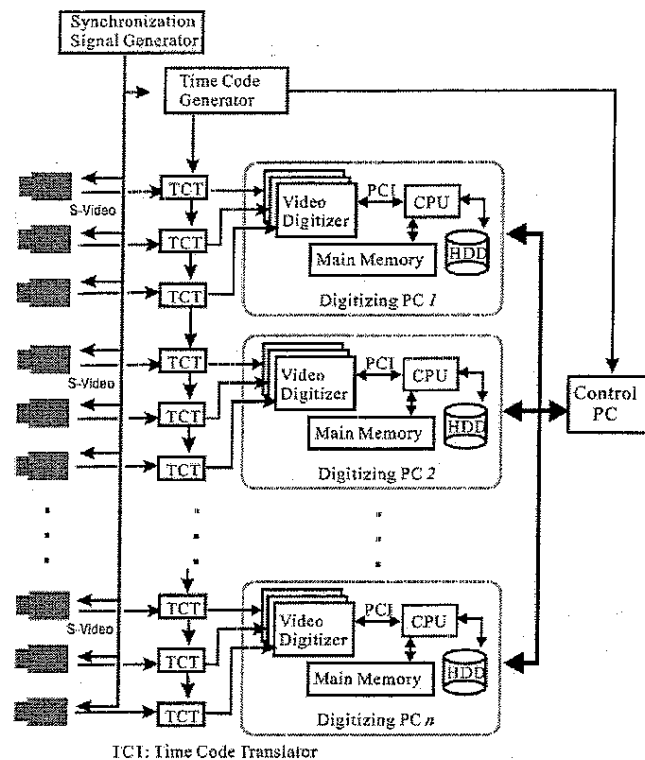 Synchronization
Signal Generator
Time Code
Generator
TCT
S-Video
TCT
TCT
Video
Digitizer
PCI
CPU
Main Memory
HDD
Digitizing PC 1
TCT
S-Video
TCT
TCT
Video
Digitizer
PCI
CPU
Main Memory
HDD
Digitizing PC 2
Control
PC
TCT
S-Video
TCT
TCT
Video
Digitizer
PCI
CPU
Main Memory
HDD
Digitizing PC n
TCT: Time Code Translator